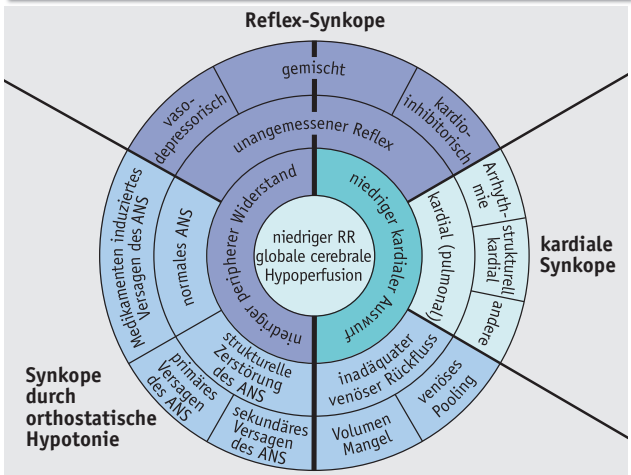 Reflex-Synkope
vaso-
depressorisch
gemischt
kardio-
inhibitorisch
unangemessener Reflex
niedriger peripherer Widerstand
niedriger kardialer Auswurf
niedriger RR
globale cerebrale
Hypoperfusion
Medikamenten induziertes
Versagen des ANS
normales ANS
kardial (pulmonal)
Arrhyth-
mie
strukturell
kardial
andere
kardiale
Synkope
strukturelle
Zerstörung
des ANS
inadäquater
venöser Rückfluss
primäres
Versagen
des ANS
sekundäres
Versagen
des ANS
Volumen
Mangel
venöses
Pooling
Synkope
durch
orthostatische
Hypotonie